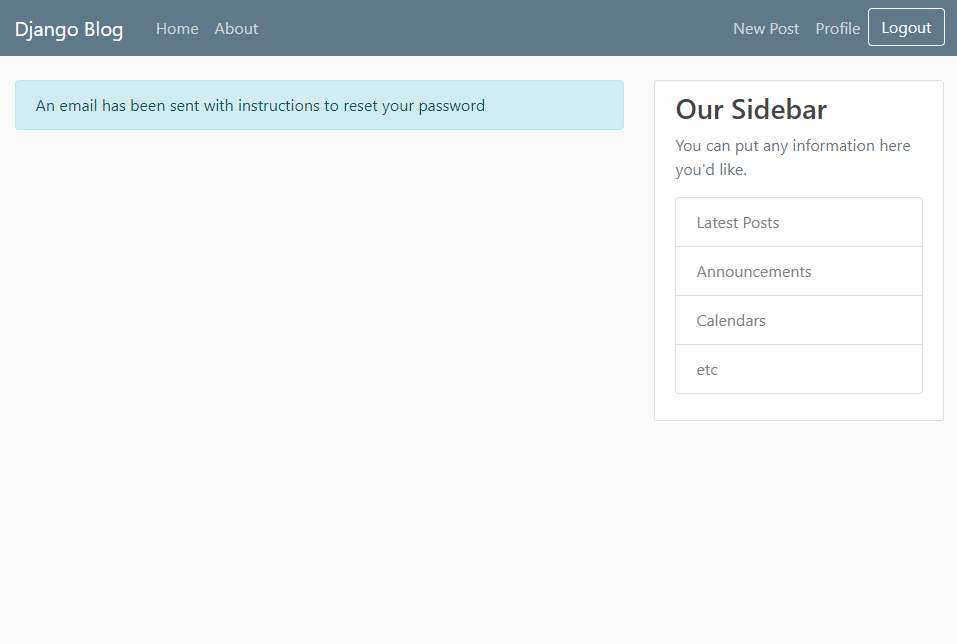 Django Blog Home About New Post Profile Logout
An email has been sent with instructions to reset your password
Our Sidebar
You can put any information here
you'd like.
Latest Posts
Announcements
Calendars
etc